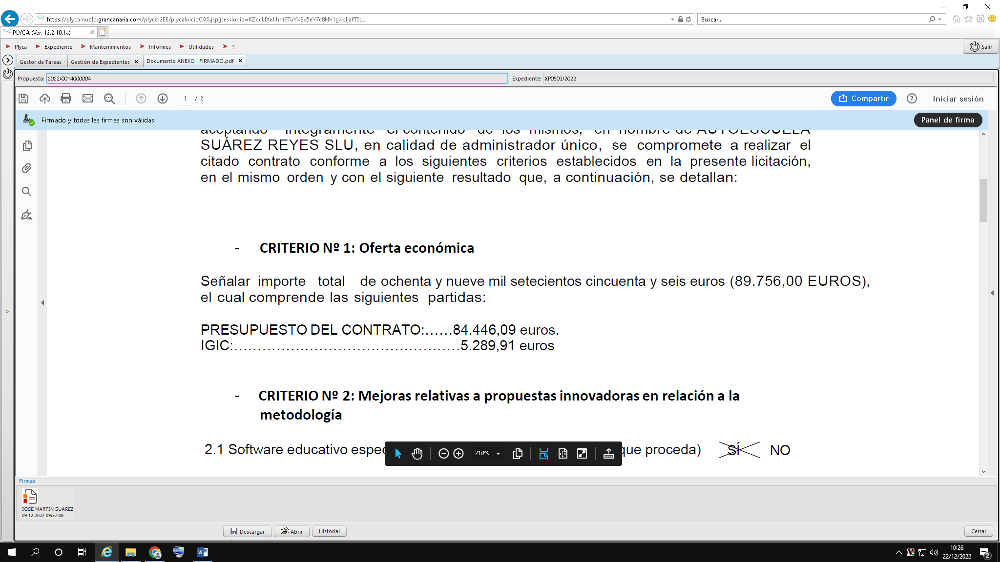 https://plyca.nublo.grancanaria.com/plycaJ2EE/plycaInicioCAS.jsp;jsessionid=KZbcLlXeJihhiETuYXBv5eY7c8Hh1gXbIjafTSLL
Buscar...
PLYCA (Ver. 12.2.10.1a)
Plyca Expediente Mantenimientos Informes Utilidades ?
Salir
Gestor de Tareas Gestión de Expedientes Documento ANEXO I FIRMADO.pdf
Propuesta: 2022/0014000004 Expediente: XP0503/2022
1 / 2
Compartir
Iniciar sesión
Firmado y todas las firmas son válidas.
Panel de firma
aceptando íntegramente el contenido de los mismos, en nombre de AUTOESCUELA
SUÁREZ REYES SLU, en calidad de administrador único, se compromete a realizar el
citado contrato conforme a los siguientes criterios establecidos en la presente licitación,
en el mismo orden y con el siguiente resultado que, a continuación, se detallan:
- CRITERIO Nº 1: Oferta económica
Señalar importe total de ochenta y nueve mil setecientos cincuenta y seis euros (89.756,00 EUROS),
el cual comprende las siguientes partidas:
PRESUPUESTO DEL CONTRATO:......84.446,09 euros.
IGIC:................................................5.289,91 euros
- CRITERIO Nº 2: Mejoras relativas a propuestas innovadoras en relación a la
metodología
2.1 Software educativo espec que proceda) SÍ NO
210%
Firmas
JOSE MARTIN SUAREZ
09-12-2022 09:57:08
Descargar Abrir Historial Cerrar
10:26
22/12/2022
2